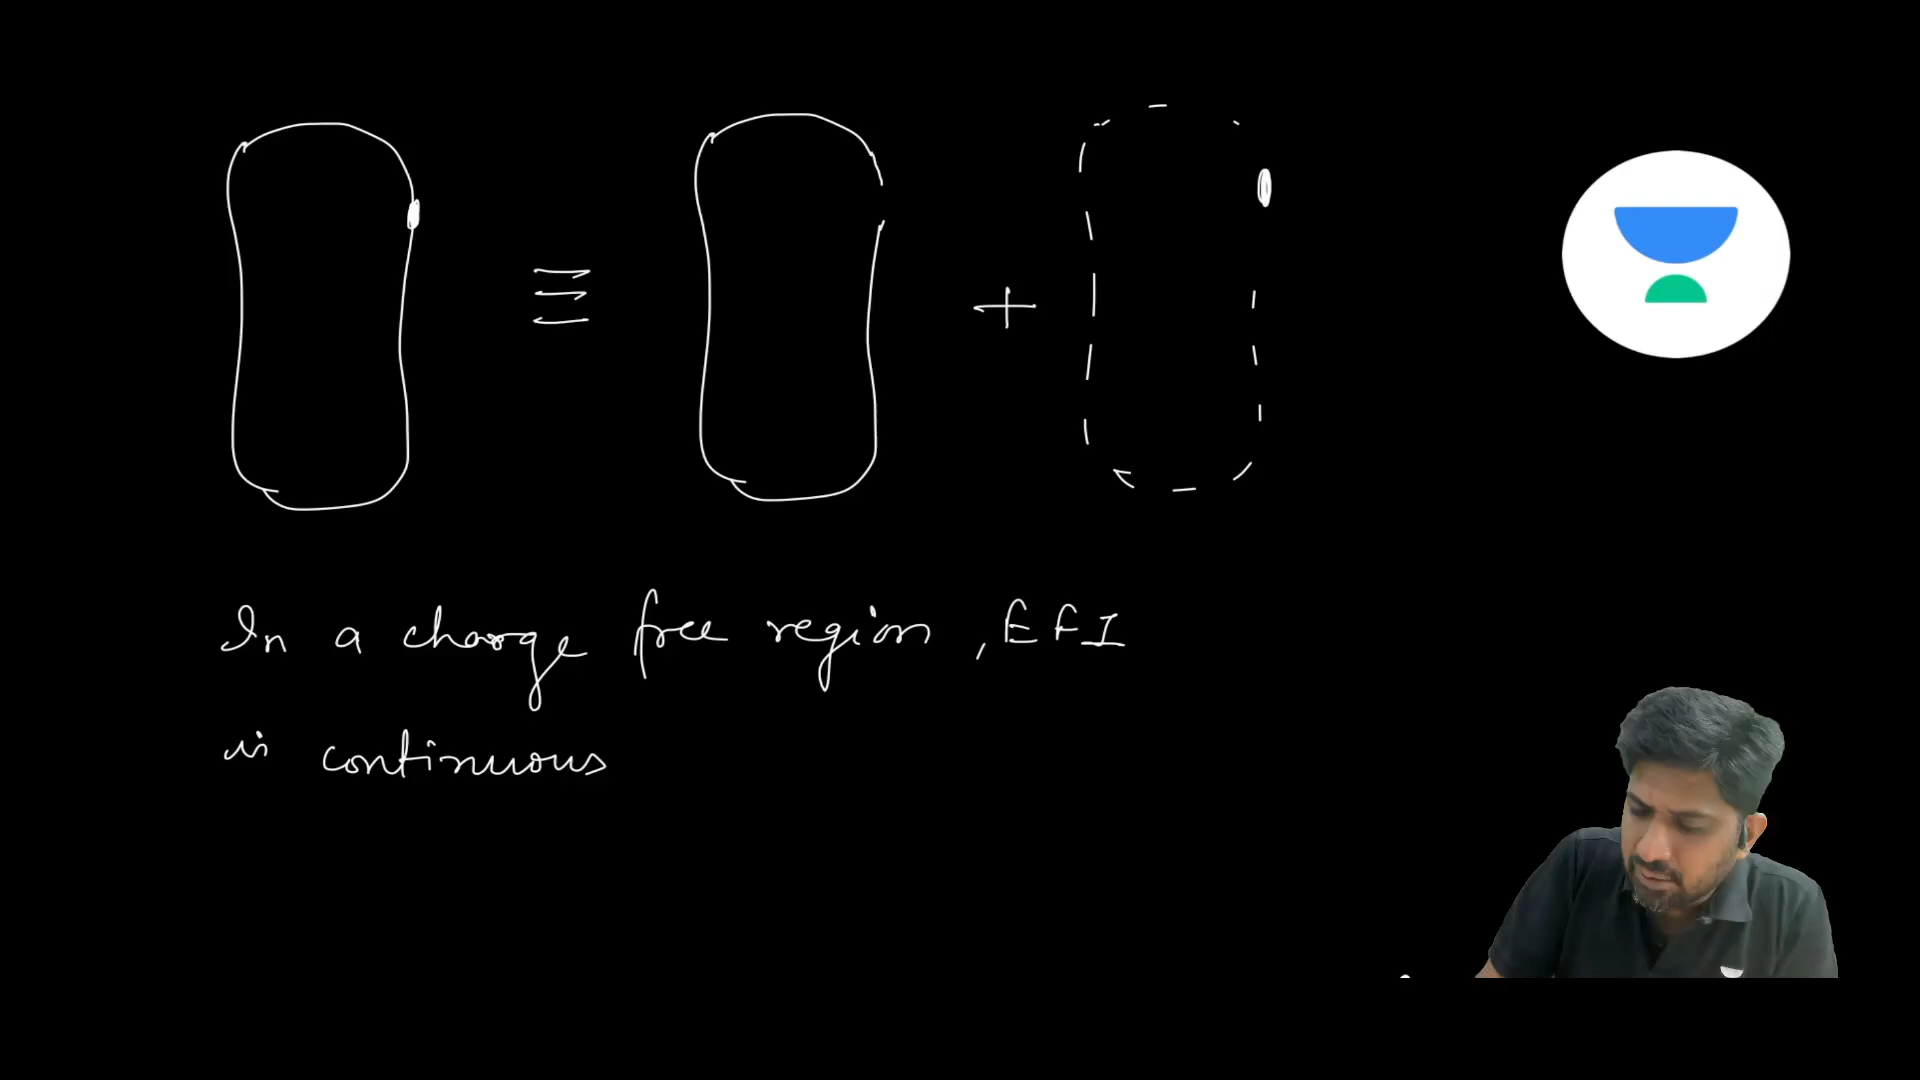 ≡
+
In a charge free region, EFI
is continuous